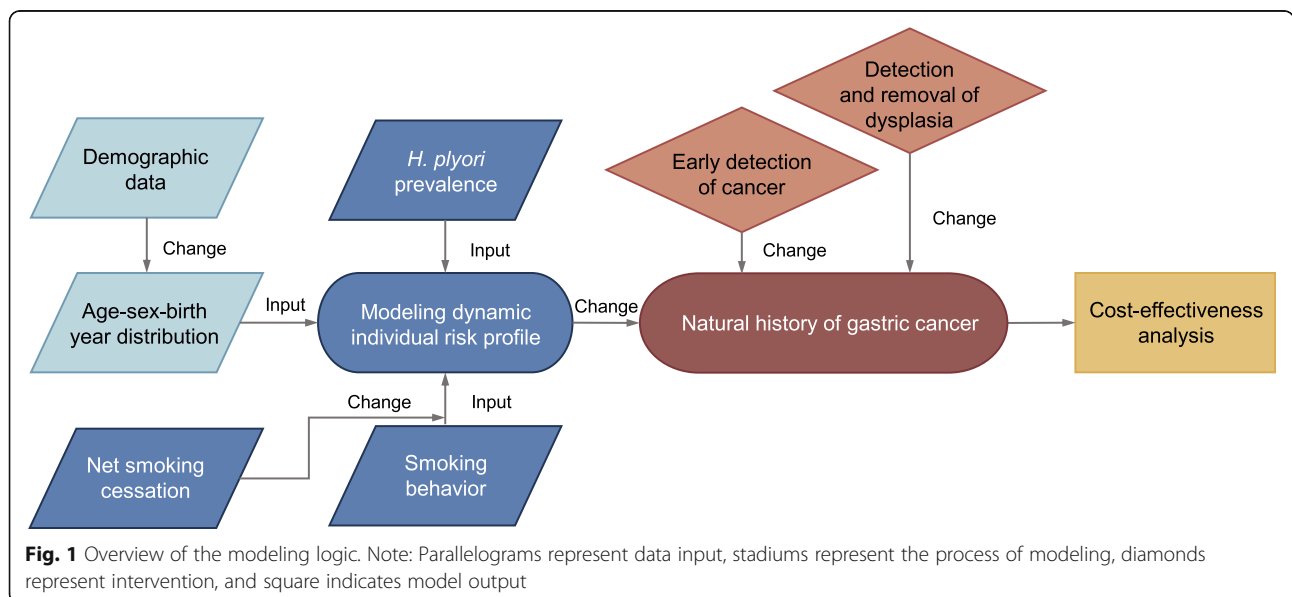 Demographic
data
H. plyori
prevalence
Early detection
of cancer
Detection
and removal of
dysplasia
Change
Input
Change
Change
Age-sex-birth
year distribution
Input
Modeling dynamic
individual risk profile
Change
Natural history of gastric cancer
Cost-effectiveness
analysis
Change
Input
Net smoking
cessation
Smoking
behavior
Fig. 1 Overview of the modeling logic. Note: Parallelograms represent data input, stadiums represent the process of modeling, diamonds
represent intervention, and square indicates model output